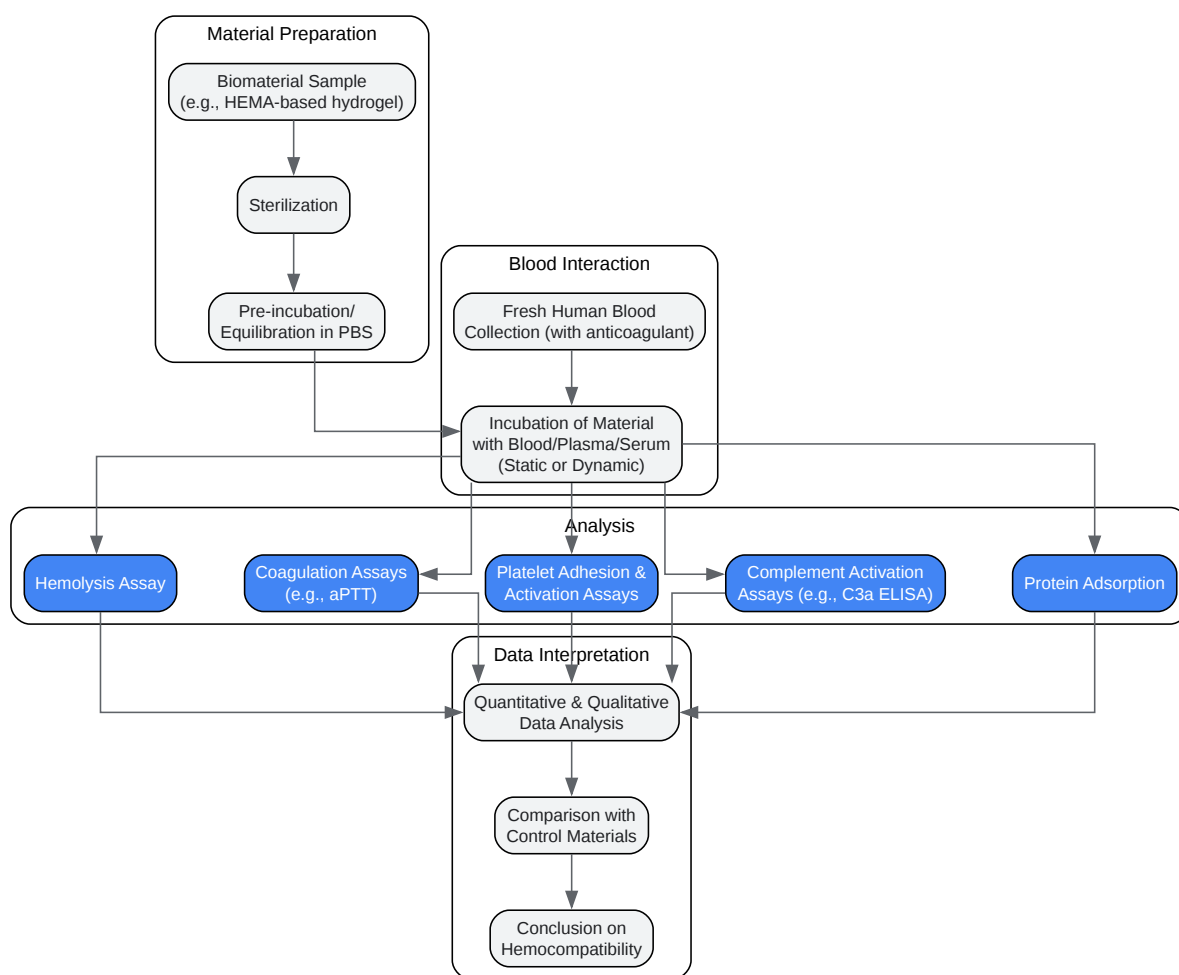 Material Preparation
Biomaterial Sample
(e.g., HEMA-based hydrogel)
Sterilization
Pre-incubation/
Equilibration in PBS
Blood Interaction
Fresh Human Blood
Collection (with anticoagulant)
Incubation of Material
with Blood/Plasma/Serum
(Static or Dynamic)
Analysis
Hemolysis Assay
Coagulation Assays
(e.g., aPTT)
Platelet Adhesion &
Activation Assays
Complement Activation
Assays (e.g., C3a ELISA)
Protein Adsorption
Data Interpretation
Quantitative & Qualitative
Data Analysis
Comparison with
Control Materials
Conclusion on
Hemocompatibility